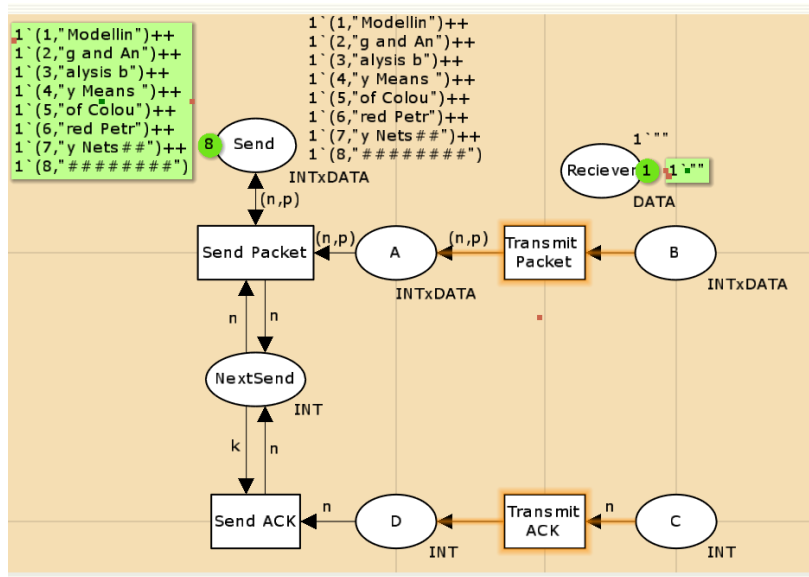 1`(1,"Modellin")++
1`(2,"g and An")++
1`(3,"alysis b")++
1`(4,"y Means ")++
1`(5,"of Colou")++
1`(6,"red Petr")++
1`(7,"y Nets##")++
1`(8,"########")
1`(1,"Modellin")++
1`(2,"g and An")++
1`(3,"alysis b")++
1`(4,"y Means ")++
1`(5,"of Colou")++
1`(6,"red Petr")++
1`(7,"y Nets##")++
1`(8,"########")
8
Send
INTxDATA
1`""
Reciever
1
1`""
DATA
(n,p)
Send Packet
(n,p)
A
INTxDATA
(n,p)
Transmit
Packet
B
INTxDATA
n
n
NextSend
INT
k
n
Send ACK
n
D
INT
Transmit
ACK
n
C
INT